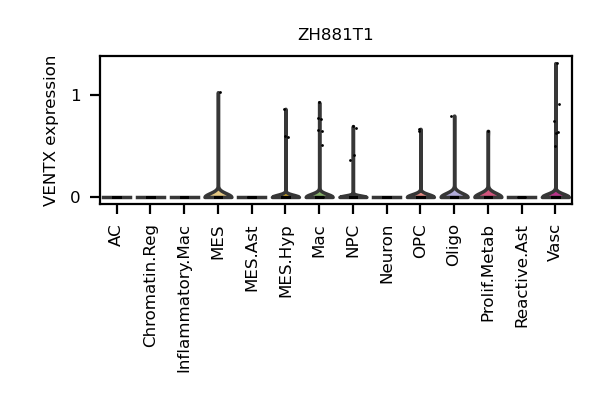 ZH881T1
VENTX expression
1
0
AC
Chromatin.Reg
Inflammatory.Mac
MES
MES.Ast
MES.Hyp
Mac
NPC
Neuron
OPC
Oligo
Prolif.Metab
Reactive.Ast
Vasc